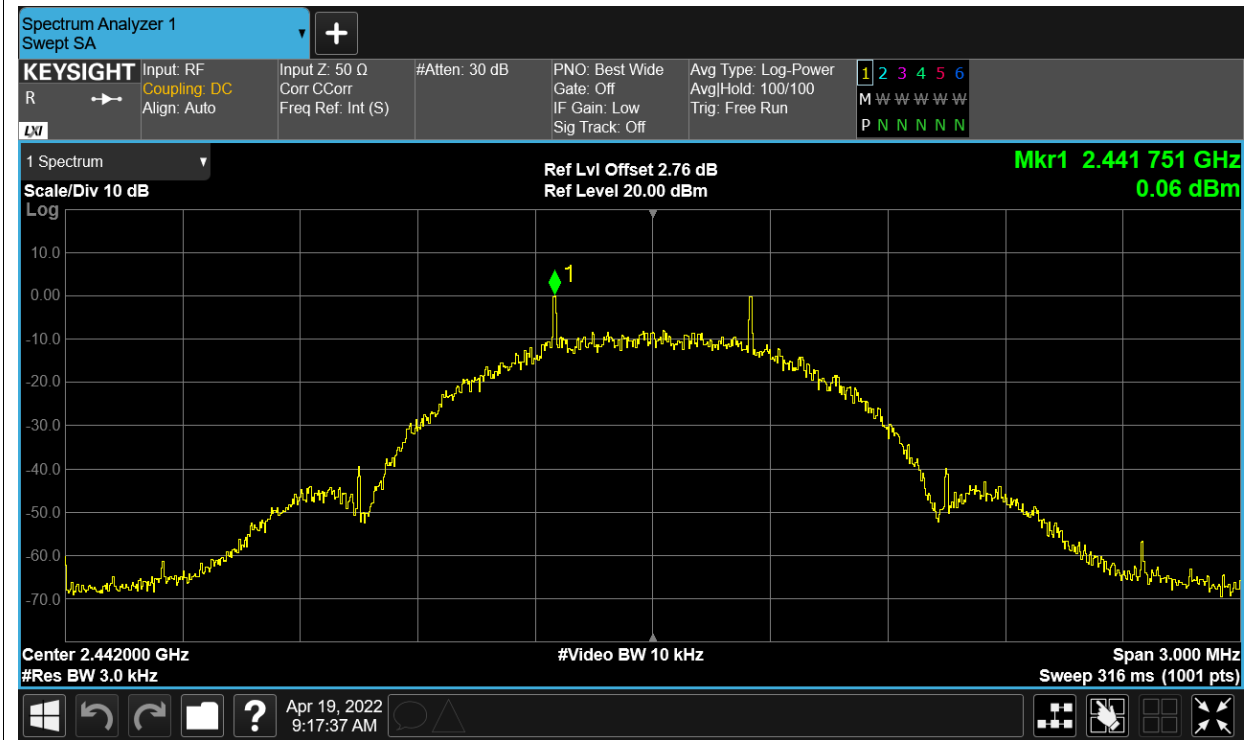 Spectrum Analyzer 1
Swept SA
+
KEYSIGHT
R
LXI
Input: RF
Coupling: DC
Align: Auto
Input Z: 50 Ω
Corr CCorr
Freq Ref: Int (S)
#Atten: 30 dB
PNO: Best Wide
Gate: Off
IF Gain: Low
Sig Track: Off
Avg Type: Log-Power
Avg|Hold: 100/100
Trig: Free Run
1 2 3 4 5 6
M W W W W W W
P N N N N N N
1 Spectrum
Scale/Div 10 dB
Log
Ref Lvl Offset 2.76 dB
Ref Level 20.00 dBm
Mkr1 2.441 751 GHz
0.06 dBm
10.0
0.00
-10.0
-20.0
-30.0
-40.0
-50.0
-60.0
-70.0
1
Center 2.442000 GHz
#Res BW 3.0 kHz
#Video BW 10 kHz
Span 3.000 MHz
Sweep 316 ms (1001 pts)
?
Apr 19, 2022
9:17:37 AM